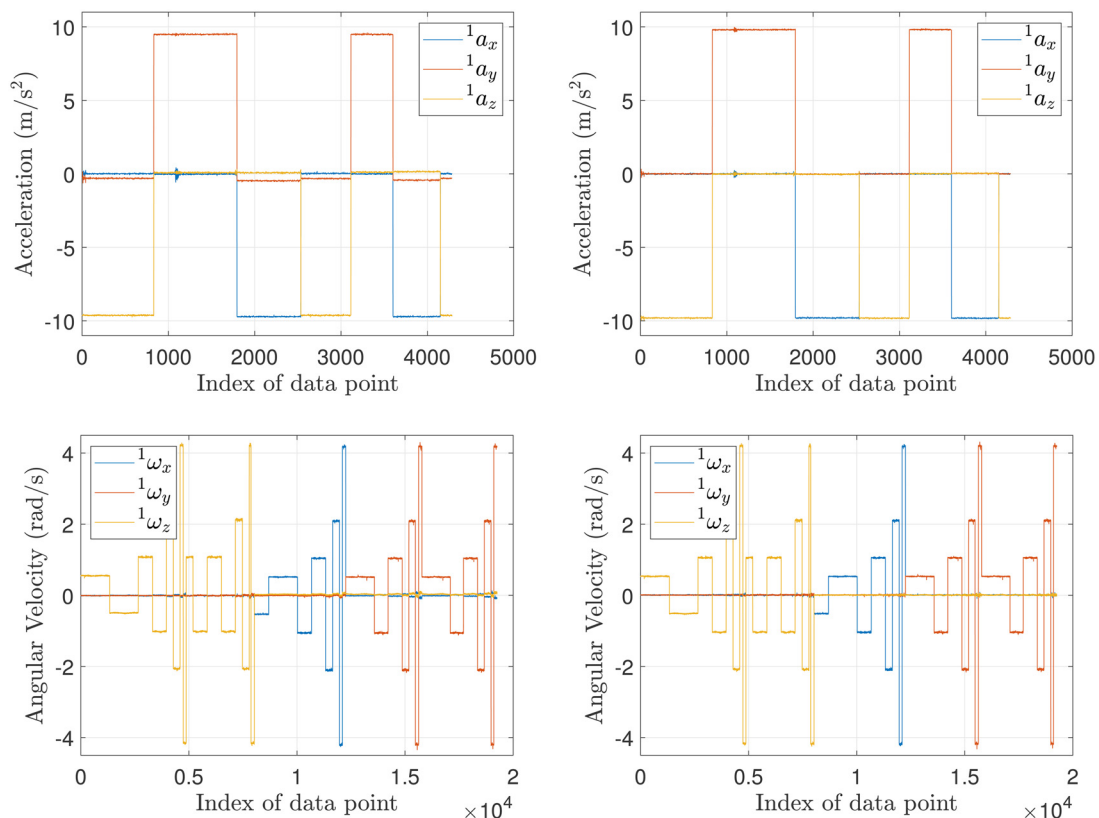 10
5
0
-5
-10
Acceleration (m/s²)
¹aₓ
¹a_y
¹a_z
0 1000 2000 3000 4000 5000
Index of data point
10
5
0
-5
-10
Acceleration (m/s²)
¹aₓ
¹a_y
¹a_z
0 1000 2000 3000 4000 5000
Index of data point
4
2
0
-2
-4
Angular Velocity (rad/s)
¹ωₓ
¹ω_y
¹ω_z
0 0.5 1 1.5 2
Index of data point
×10⁴
4
2
0
-2
-4
Angular Velocity (rad/s)
¹ωₓ
¹ω_y
¹ω_z
0 0.5 1 1.5 2
Index of data point
×10⁴